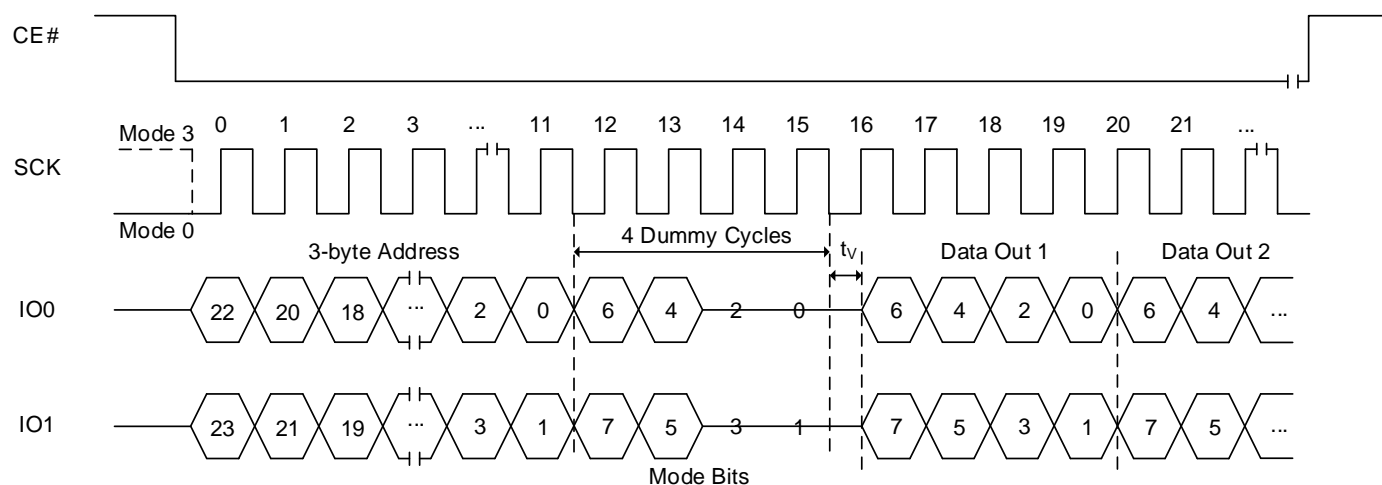 CE#
Mode 3 0 1 2 3 ... 11 12 13 14 15 16 17 18 19 20 21 ...
SCK
Mode 0
3-byte Address 4 Dummy Cycles tV Data Out 1 Data Out 2
IO0 22 20 18 ... 2 0 6 4 2 0 6 4 2 0 6 4 ...
IO1 23 21 19 ... 3 1 7 5 3 1 7 5 3 1 7 5 ...
Mode Bits